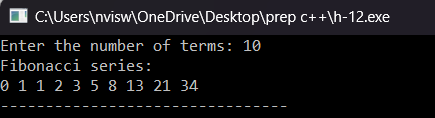 C:\Users\nvisw\OneDrive\Desktop\prep c++\h-12.exe
Enter the number of terms: 10
Fibonacci series:
0 1 1 2 3 5 8 13 21 34
--------------------------------